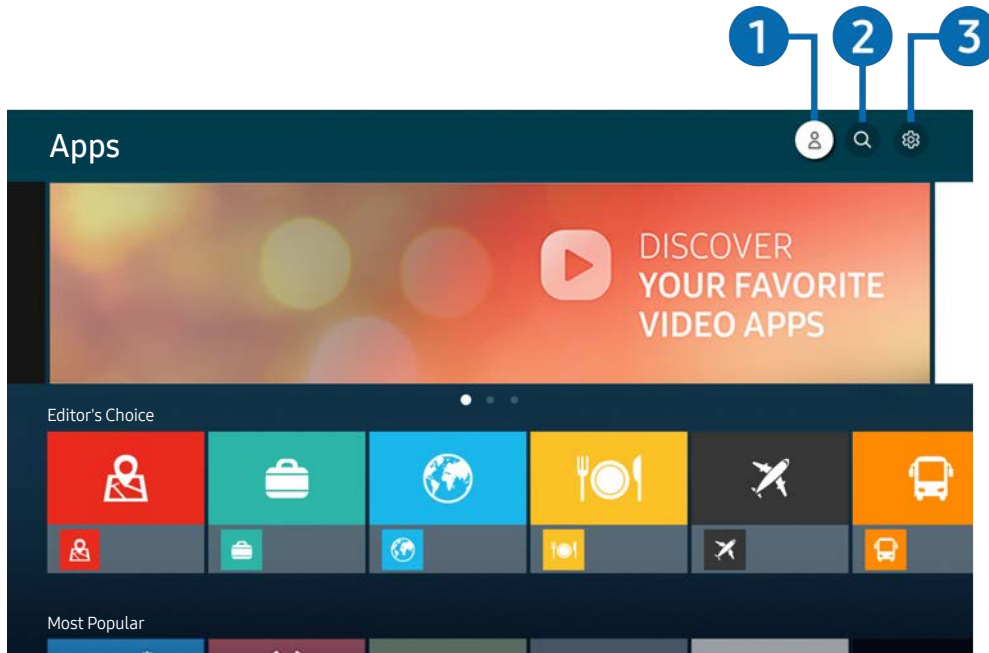 1 2 3
Apps
DISCOVER
YOUR FAVORITE
VIDEO APPS
Editor's Choice
Most Popular